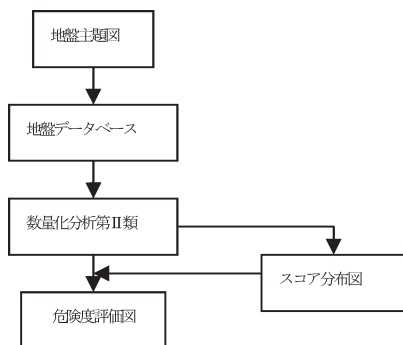 地盤主題図
地盤データベース
数量化分析第Ⅱ類
スコア分布図
危険度評価図